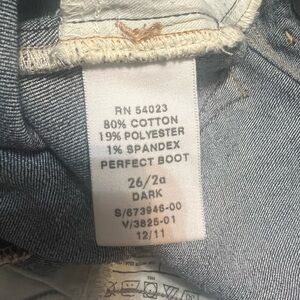 RN 54023
80% COTTON
19% POLYESTER
1% SPANDEX
PERFECT BOOT
26/2a
DARK
S/673946-00
V/3825-01
12/11